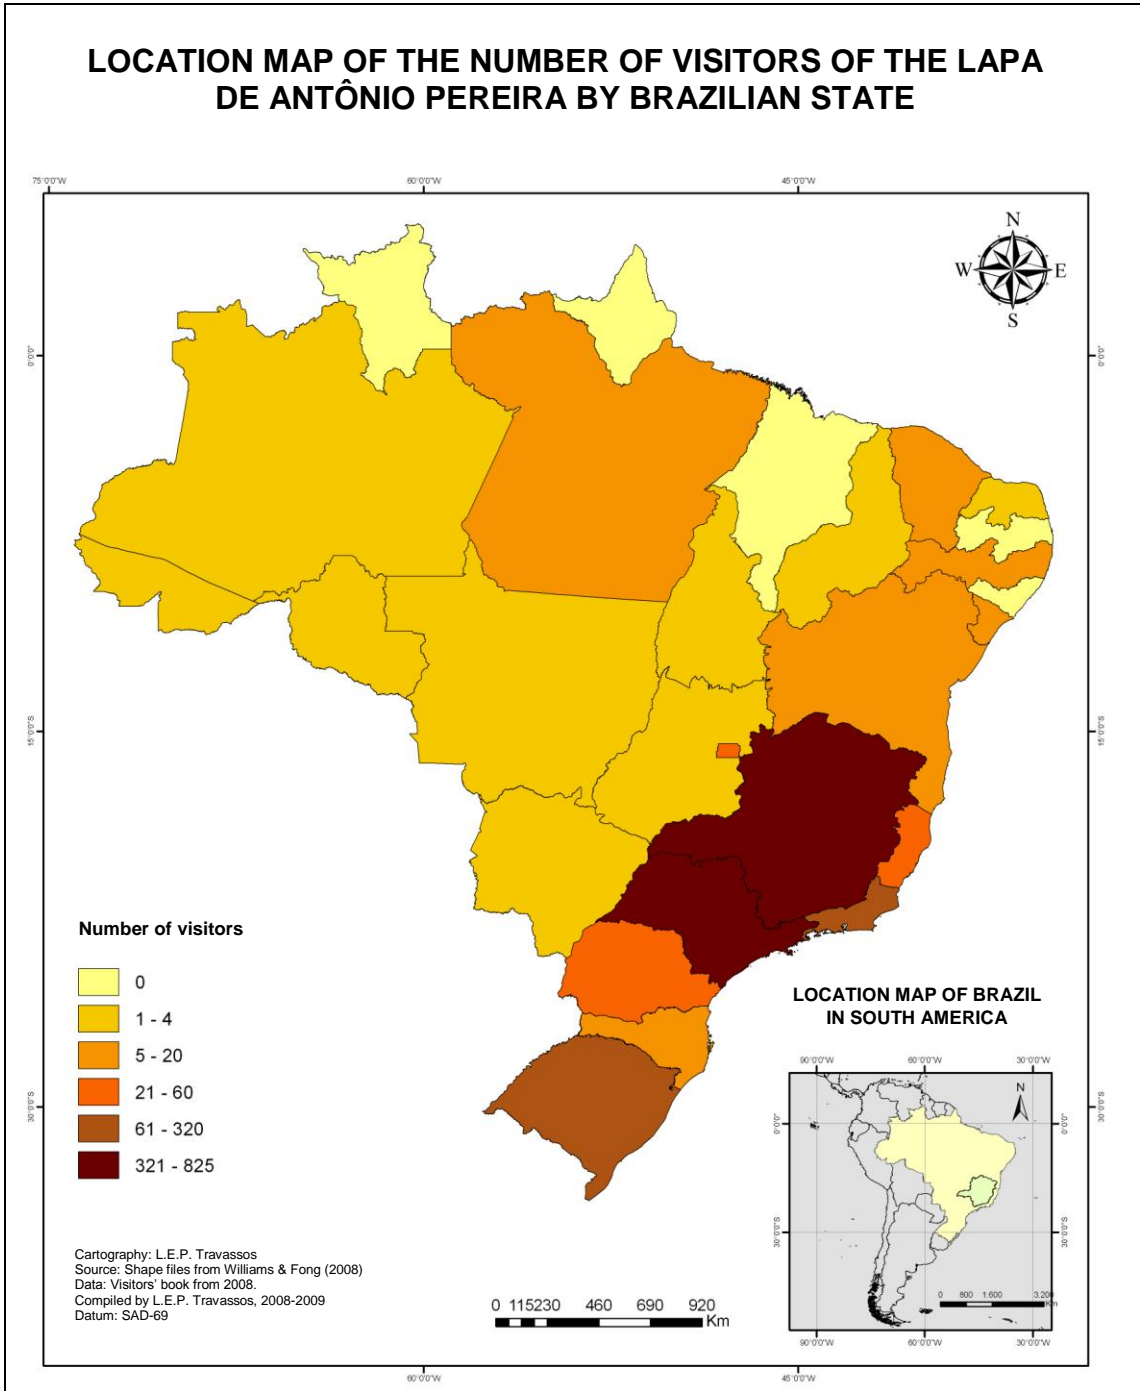 LOCATION MAP OF THE NUMBER OF VISITORS OF THE LAPA
DE ANTÔNIO PEREIRA BY BRAZILIAN STATE
75°0'0"W
60°0'0"W
45°0'0"W
N
W
E
S
0°0'0"
0°0'0"
15°0'0"S
15°0'0"S
30°0'0"S
30°0'0"S
Number of visitors
0
1 - 4
5 - 20
21 - 60
61 - 320
321 - 825
LOCATION MAP OF BRAZIL
IN SOUTH AMERICA
90°0'0"W
60°0'0"W
30°0'0"W
N
0°0'0"
0°0'0"
30°0'0"S
30°0'0"S
0 800 1.600 3.200
Km
90°0'0"W
60°0'0"W
30°0'0"W
Cartography: L.E.P. Travassos
Source: Shape files from Williams & Fong (2008)
Data: Visitors' book from 2008.
Compiled by L.E.P. Travassos, 2008-2009
Datum: SAD-69
0 115230 460 690 920
Km
60°0'0"W
45°0'0"W